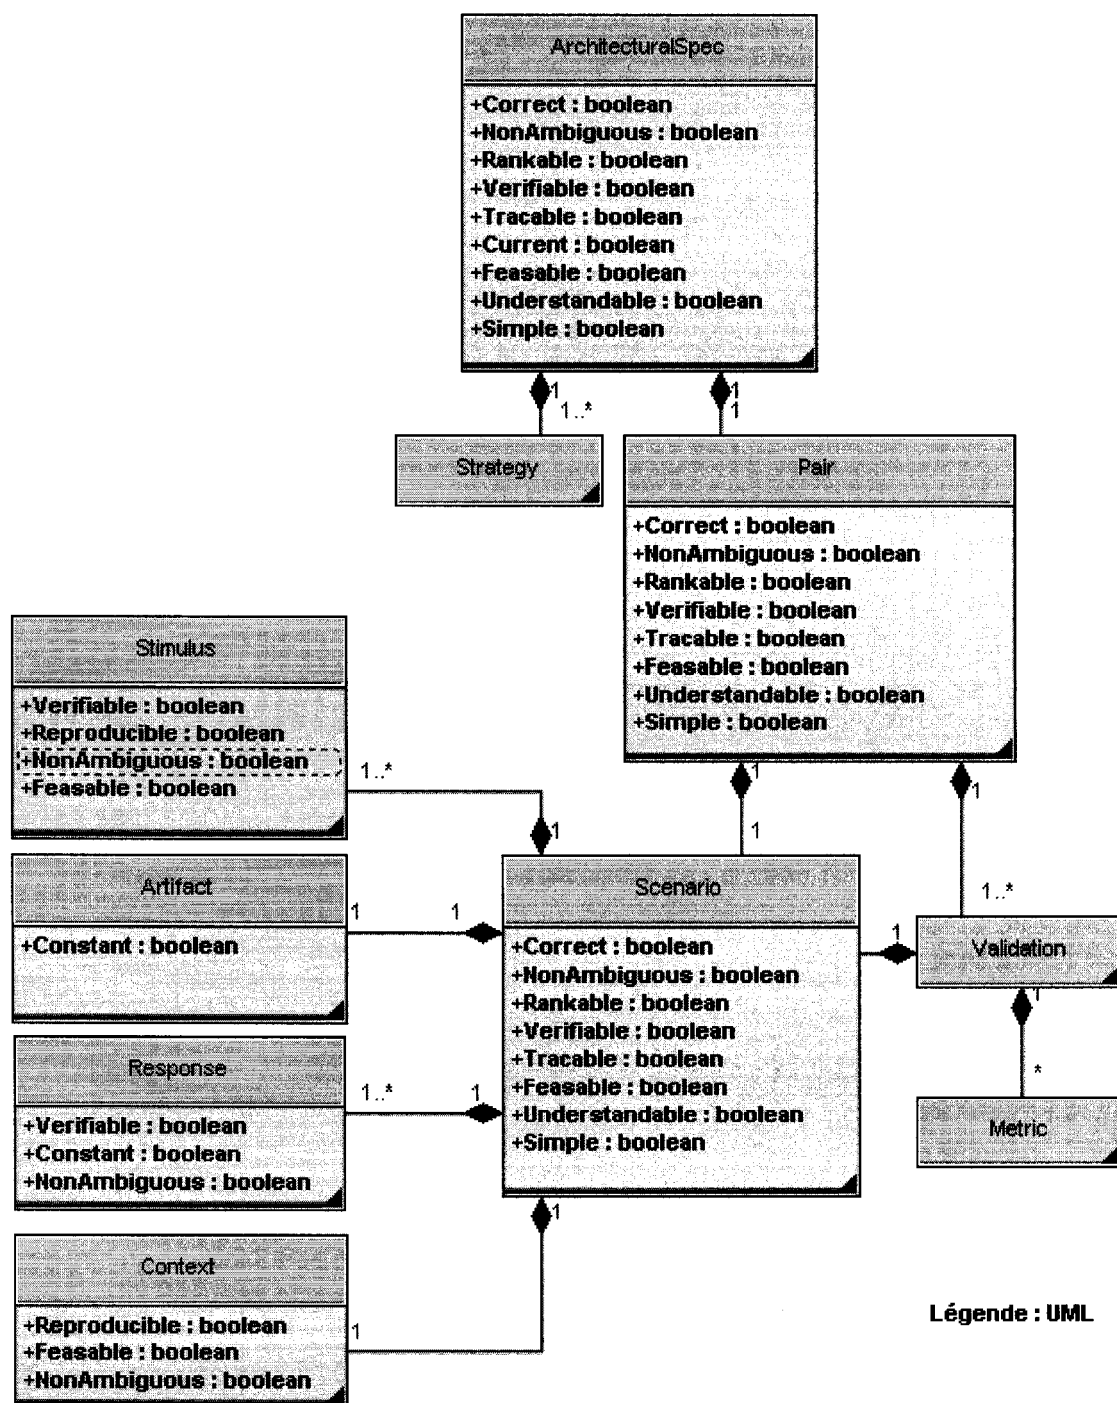 ArchitecturalSpec
+Correct : boolean
+NonAmbiguous : boolean
+Rankable : boolean
+Verifiable : boolean
+Tracable : boolean
+Current : boolean
+Feasable : boolean
+Understandable : boolean
+Simple : boolean
1
1..*
1
1
Strategy
Pair
+Correct : boolean
+NonAmbiguous : boolean
+Rankable : boolean
+Verifiable : boolean
+Tracable : boolean
+Feasable : boolean
+Understandable : boolean
+Simple : boolean
Stimulus
+Verifiable : boolean
+Reproducible : boolean
+NonAmbiguous : boolean
+Feasable : boolean
1..*
1
1
1
1
1..*
Artifact
+Constant : boolean
1
1
Scenario
+Correct : boolean
+NonAmbiguous : boolean
+Rankable : boolean
+Verifiable : boolean
+Tracable : boolean
+Feasable : boolean
+Understandable : boolean
+Simple : boolean
1
Validation
1
*
Metric
Response
+Verifiable : boolean
+Constant : boolean
+NonAmbiguous : boolean
1..*
1
1
Context
+Reproducible : boolean
+Feasable : boolean
+NonAmbiguous : boolean
1
Légende : UML